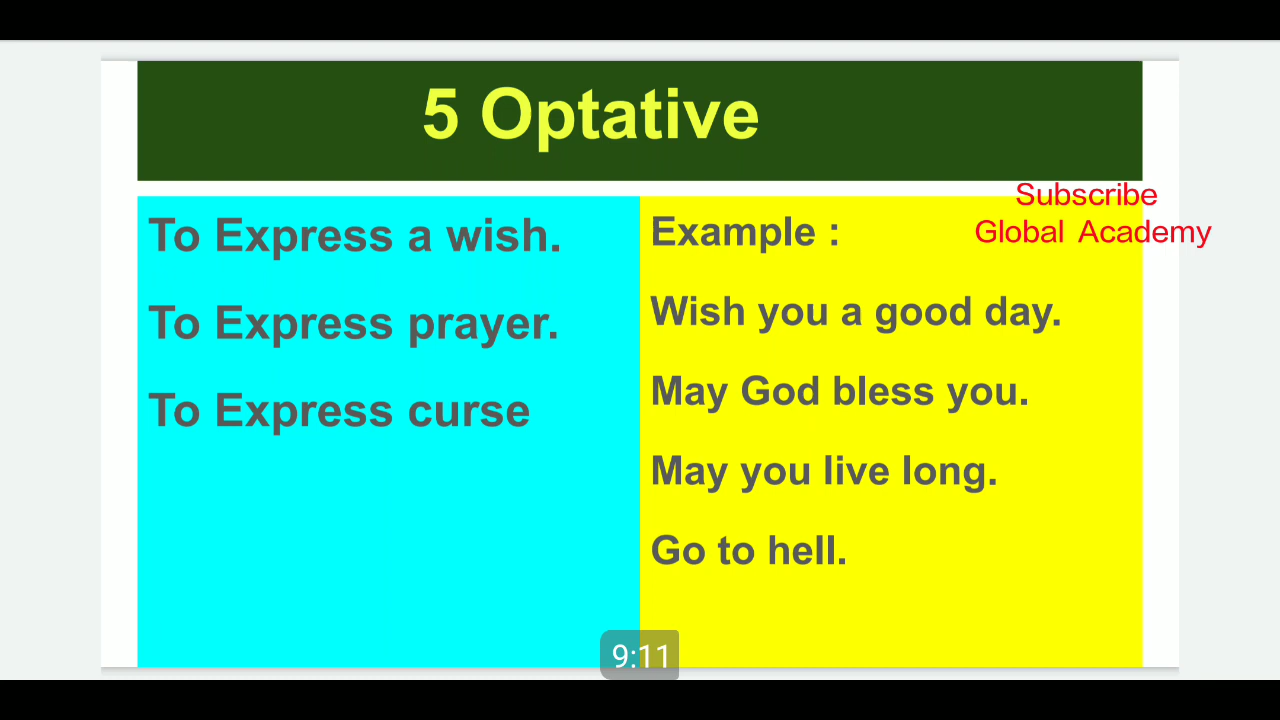 5 Optative
Subscribe
Global Academy
To Express a wish.
To Express prayer.
To Express curse
Example :
Wish you a good day.
May God bless you.
May you live long.
Go to hell.
9:11